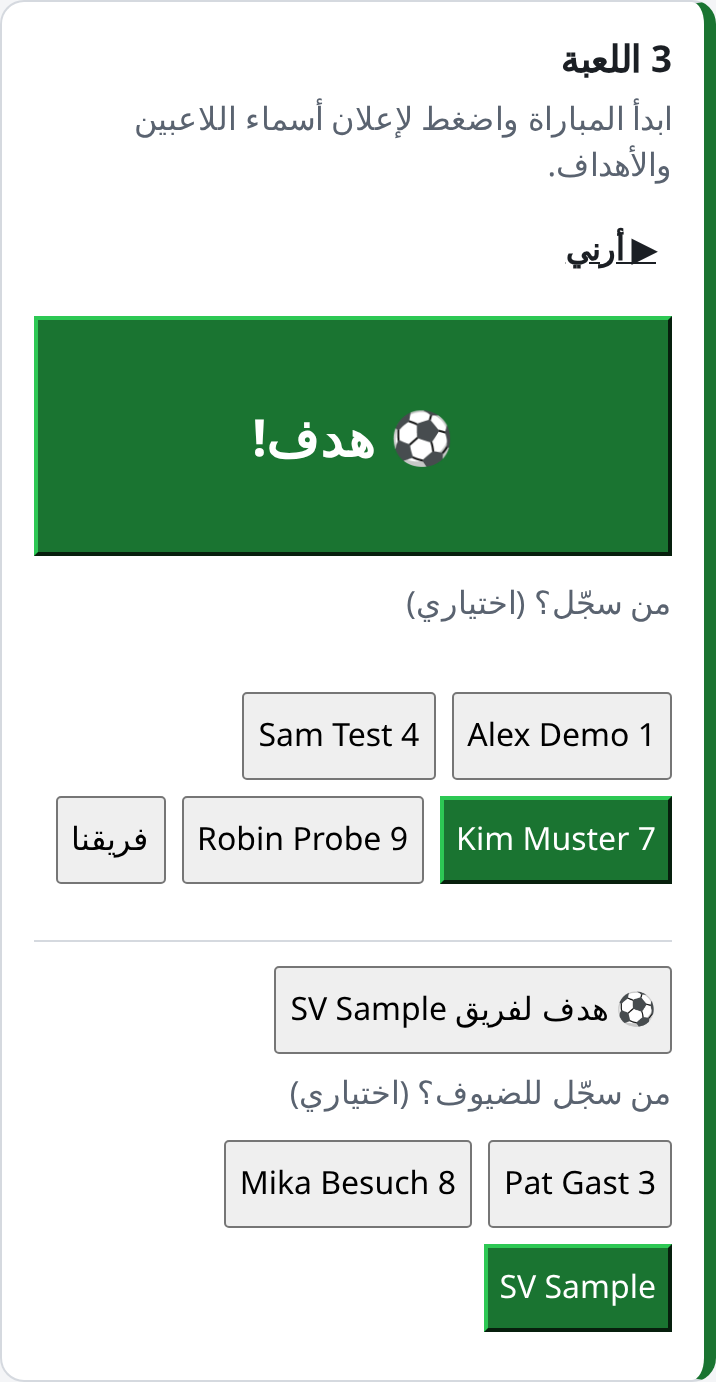 3 اللعبة
ابدأ المباراة واضغط لإعلان أسماء اللاعبين
والأهداف.
▶ أرني
⚽ هدف!
من سجّل؟ (اختياري)
Alex Demo 1
Sam Test 4
Kim Muster 7
Robin Probe 9
فريقنا
⚽ هدف لفريق SV Sample
من سجّل للضيوف؟ (اختياري)
Pat Gast 3
Mika Besuch 8
SV Sample